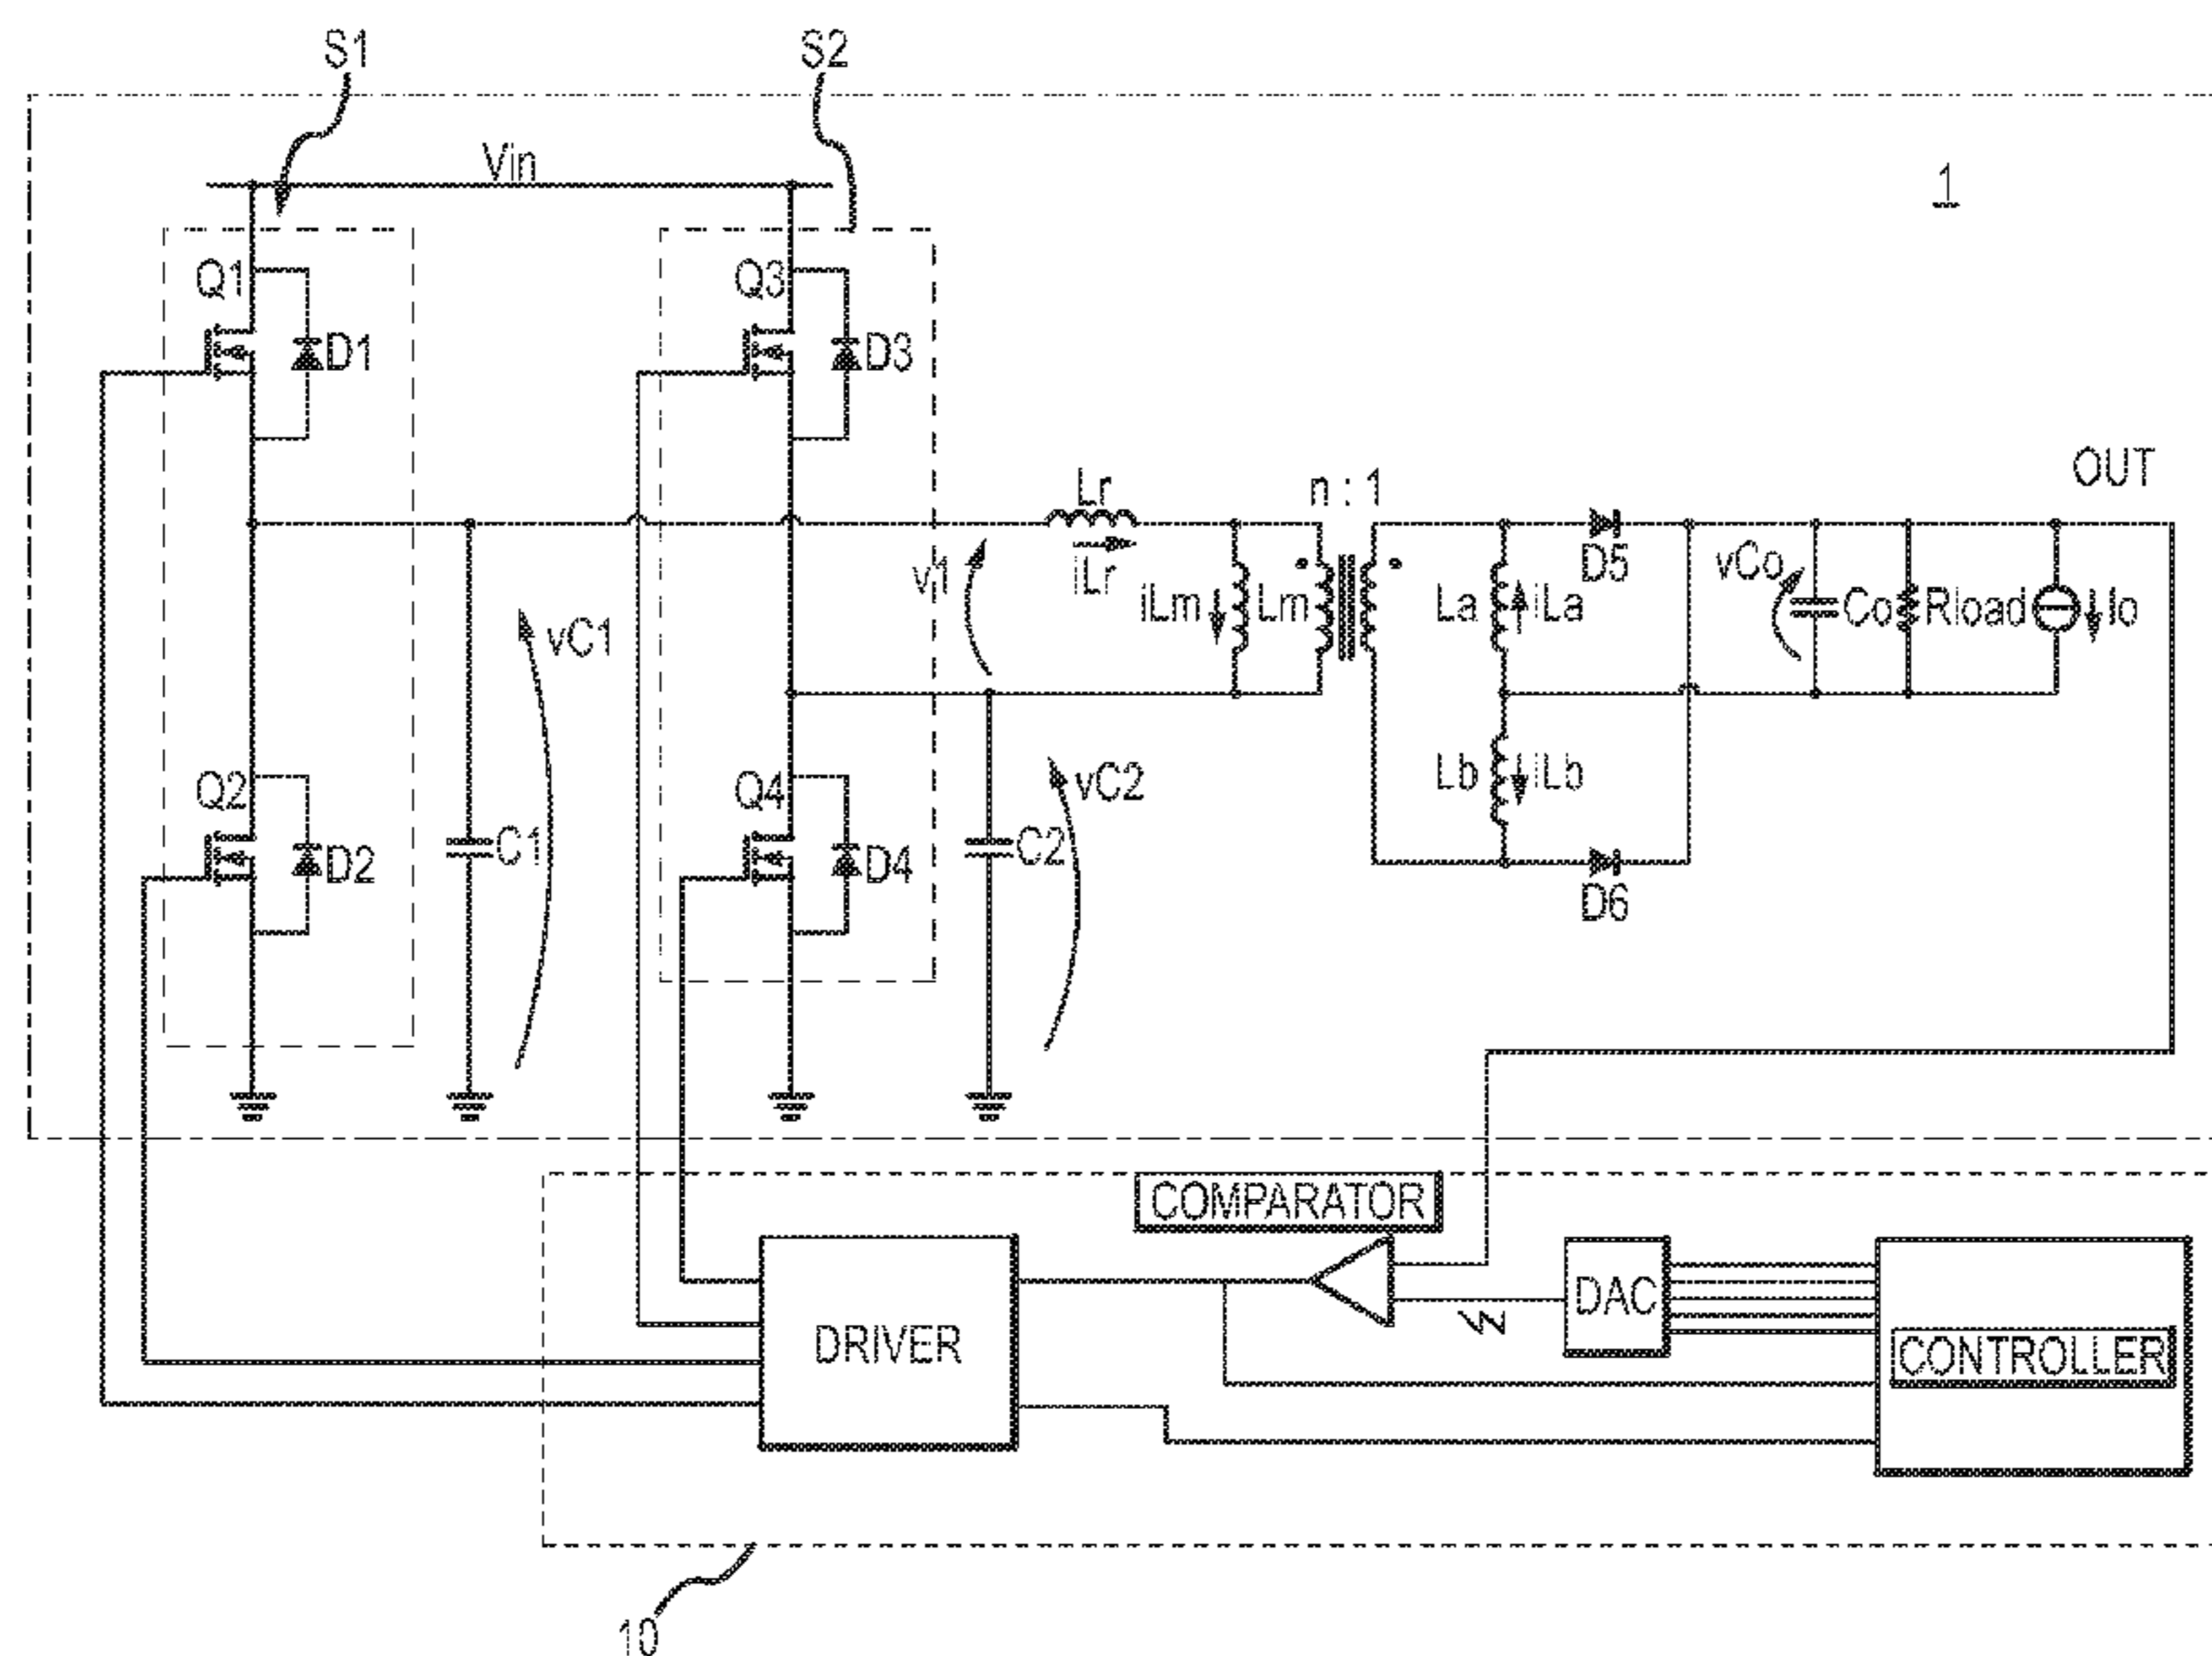 S1
S2
Vin
1
Q1
D1
Q3
D3
Lr
n : 1
OUT
v1
iLr
iLm
Lm
La
iLa
D5
vCo
Co
Rload
Io
vC1
Q2
D2
C1
Q4
D4
C2
vC2
Lb
iLb
D6
COMPARATOR
DRIVER
DAC
CONTROLLER
10